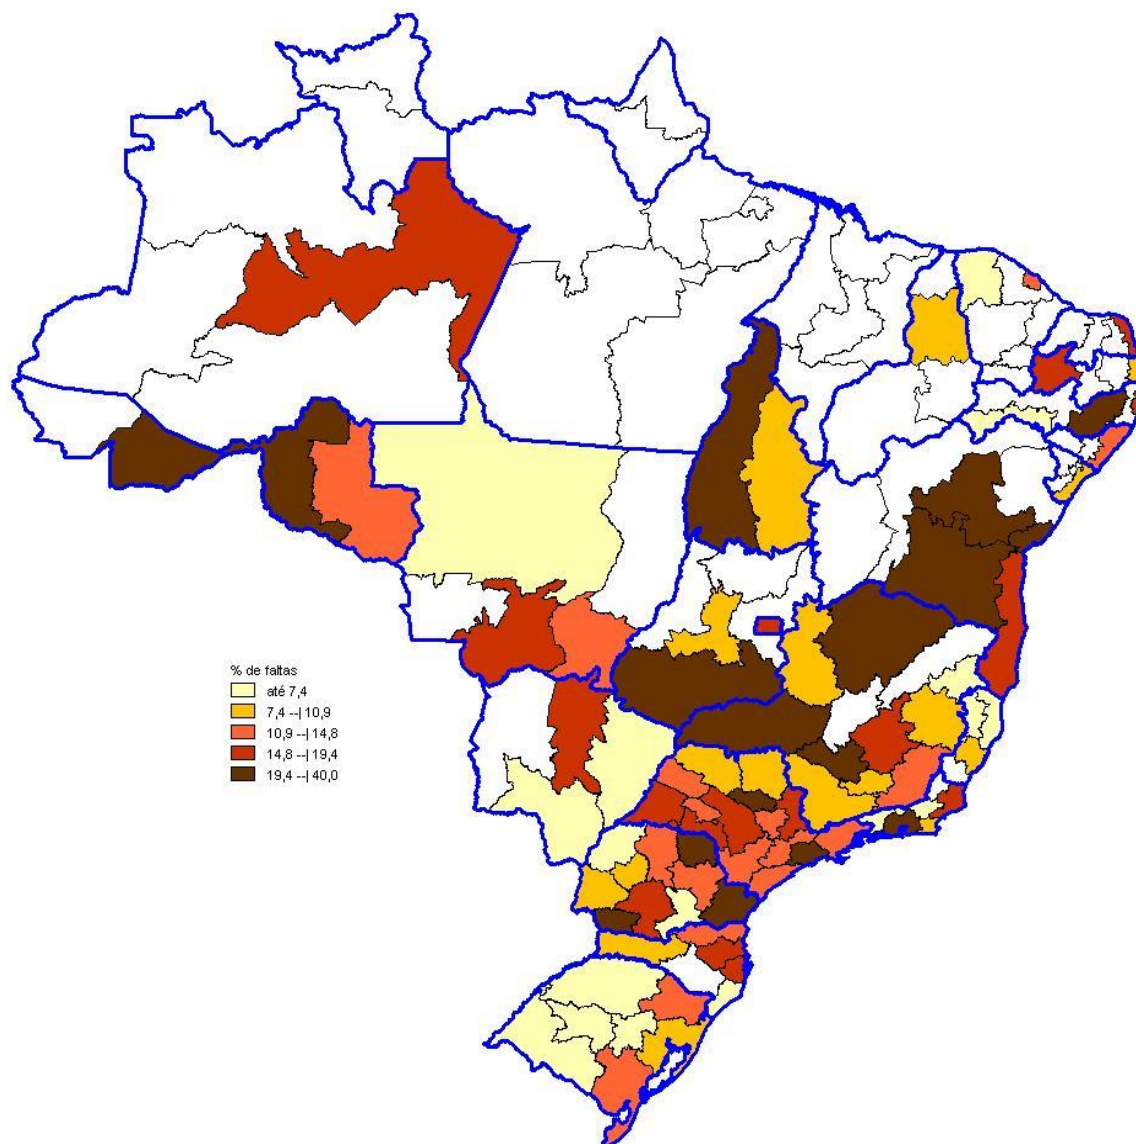 % de faltas
até 7,4
7,4 --| 10,9
10,9 --| 14,8
14,8 --| 19,4
19,4 --| 40,0